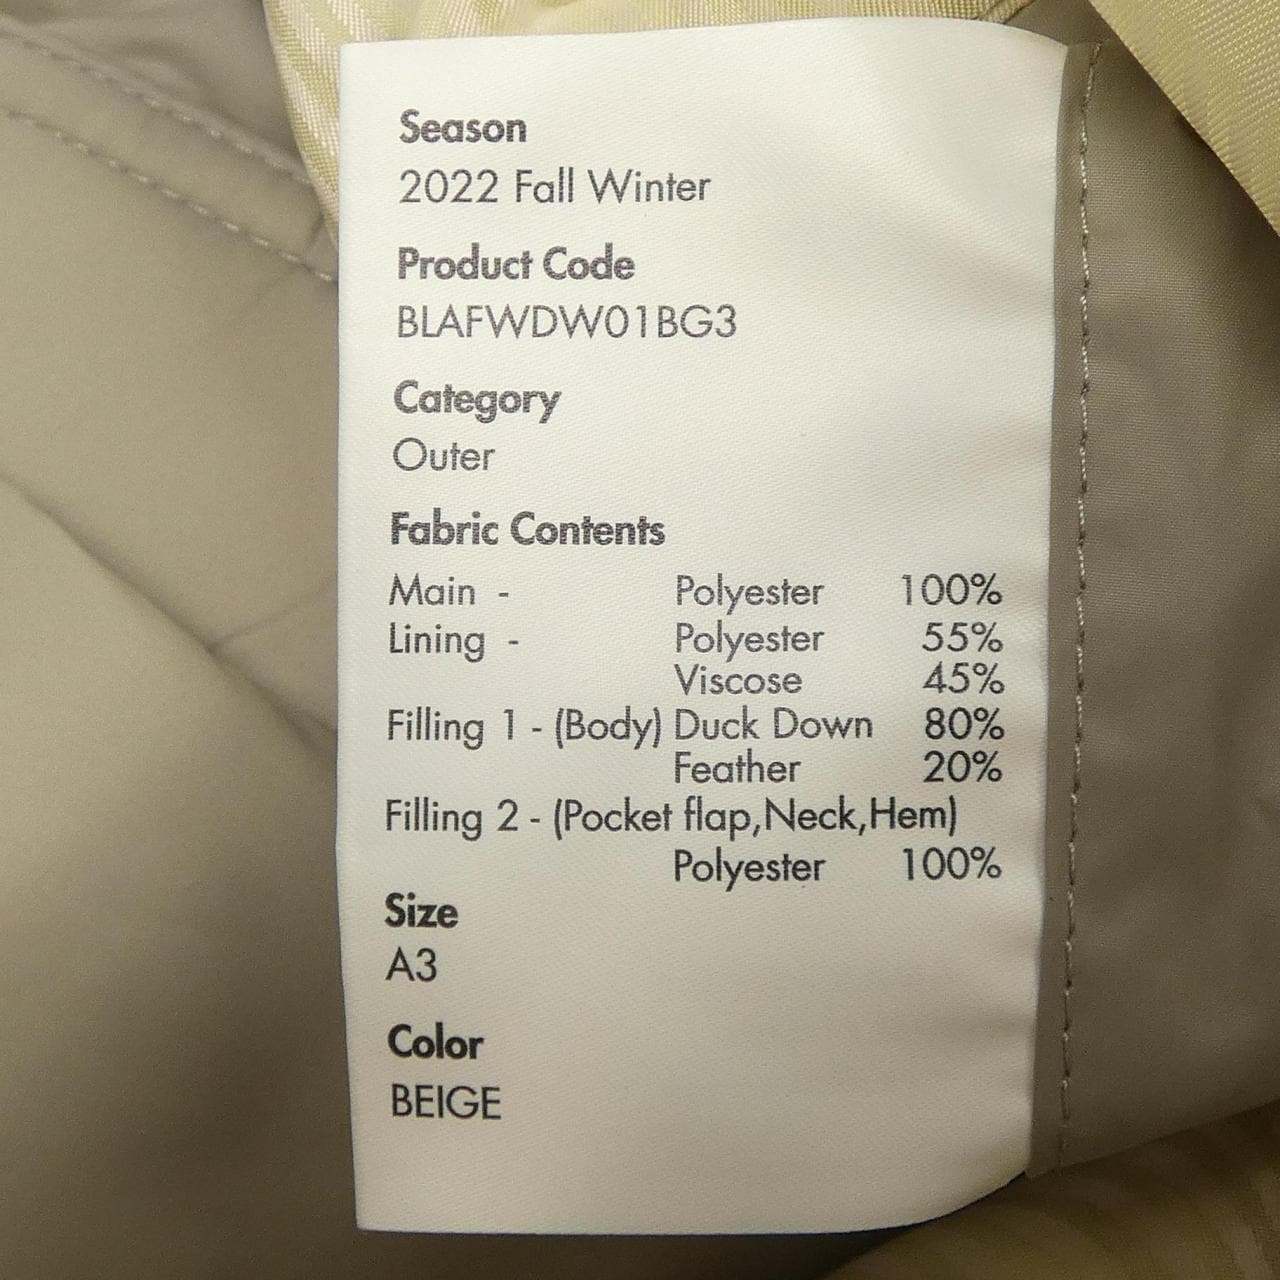 Season
2022 Fall Winter
Product Code
BLAFWDW01BG3
Category
Outer
Fabric Contents
Main - Polyester 100%
Lining - Polyester 55%
Viscose 45%
Filling 1 - (Body) Duck Down 80%
Feather 20%
Filling 2 - (Pocket flap,Neck,Hem)
Polyester 100%
Size
A3
Color
BEIGE